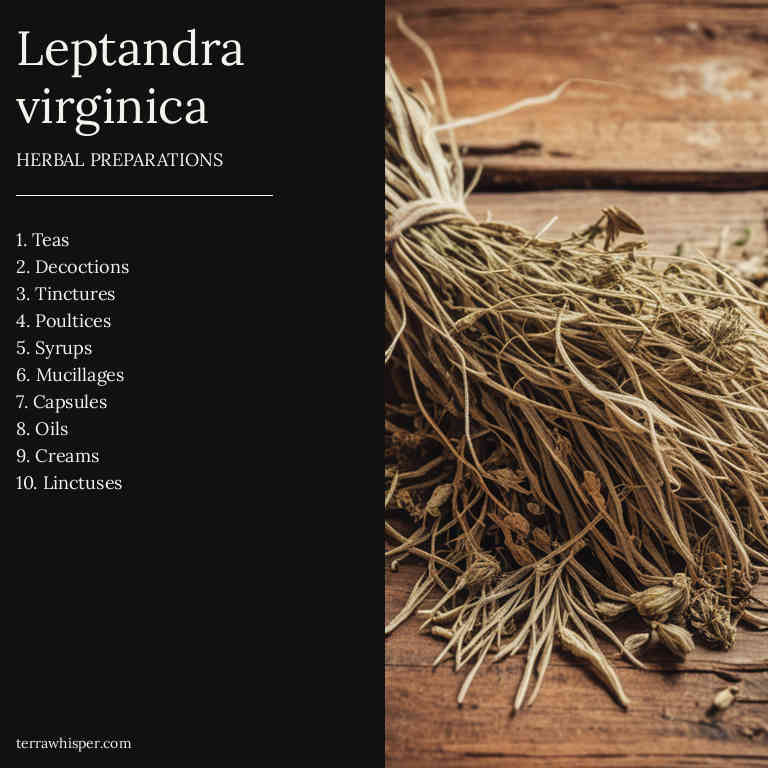 Leptandra
virginica
HERBAL PREPARATIONS
1. Teas
2. Decoctions
3. Tinctures
4. Poultices
5. Syrups
6. Mucillages
7. Capsules
8. Oils
9. Creams
10. Linctuses
terrawhisper.com